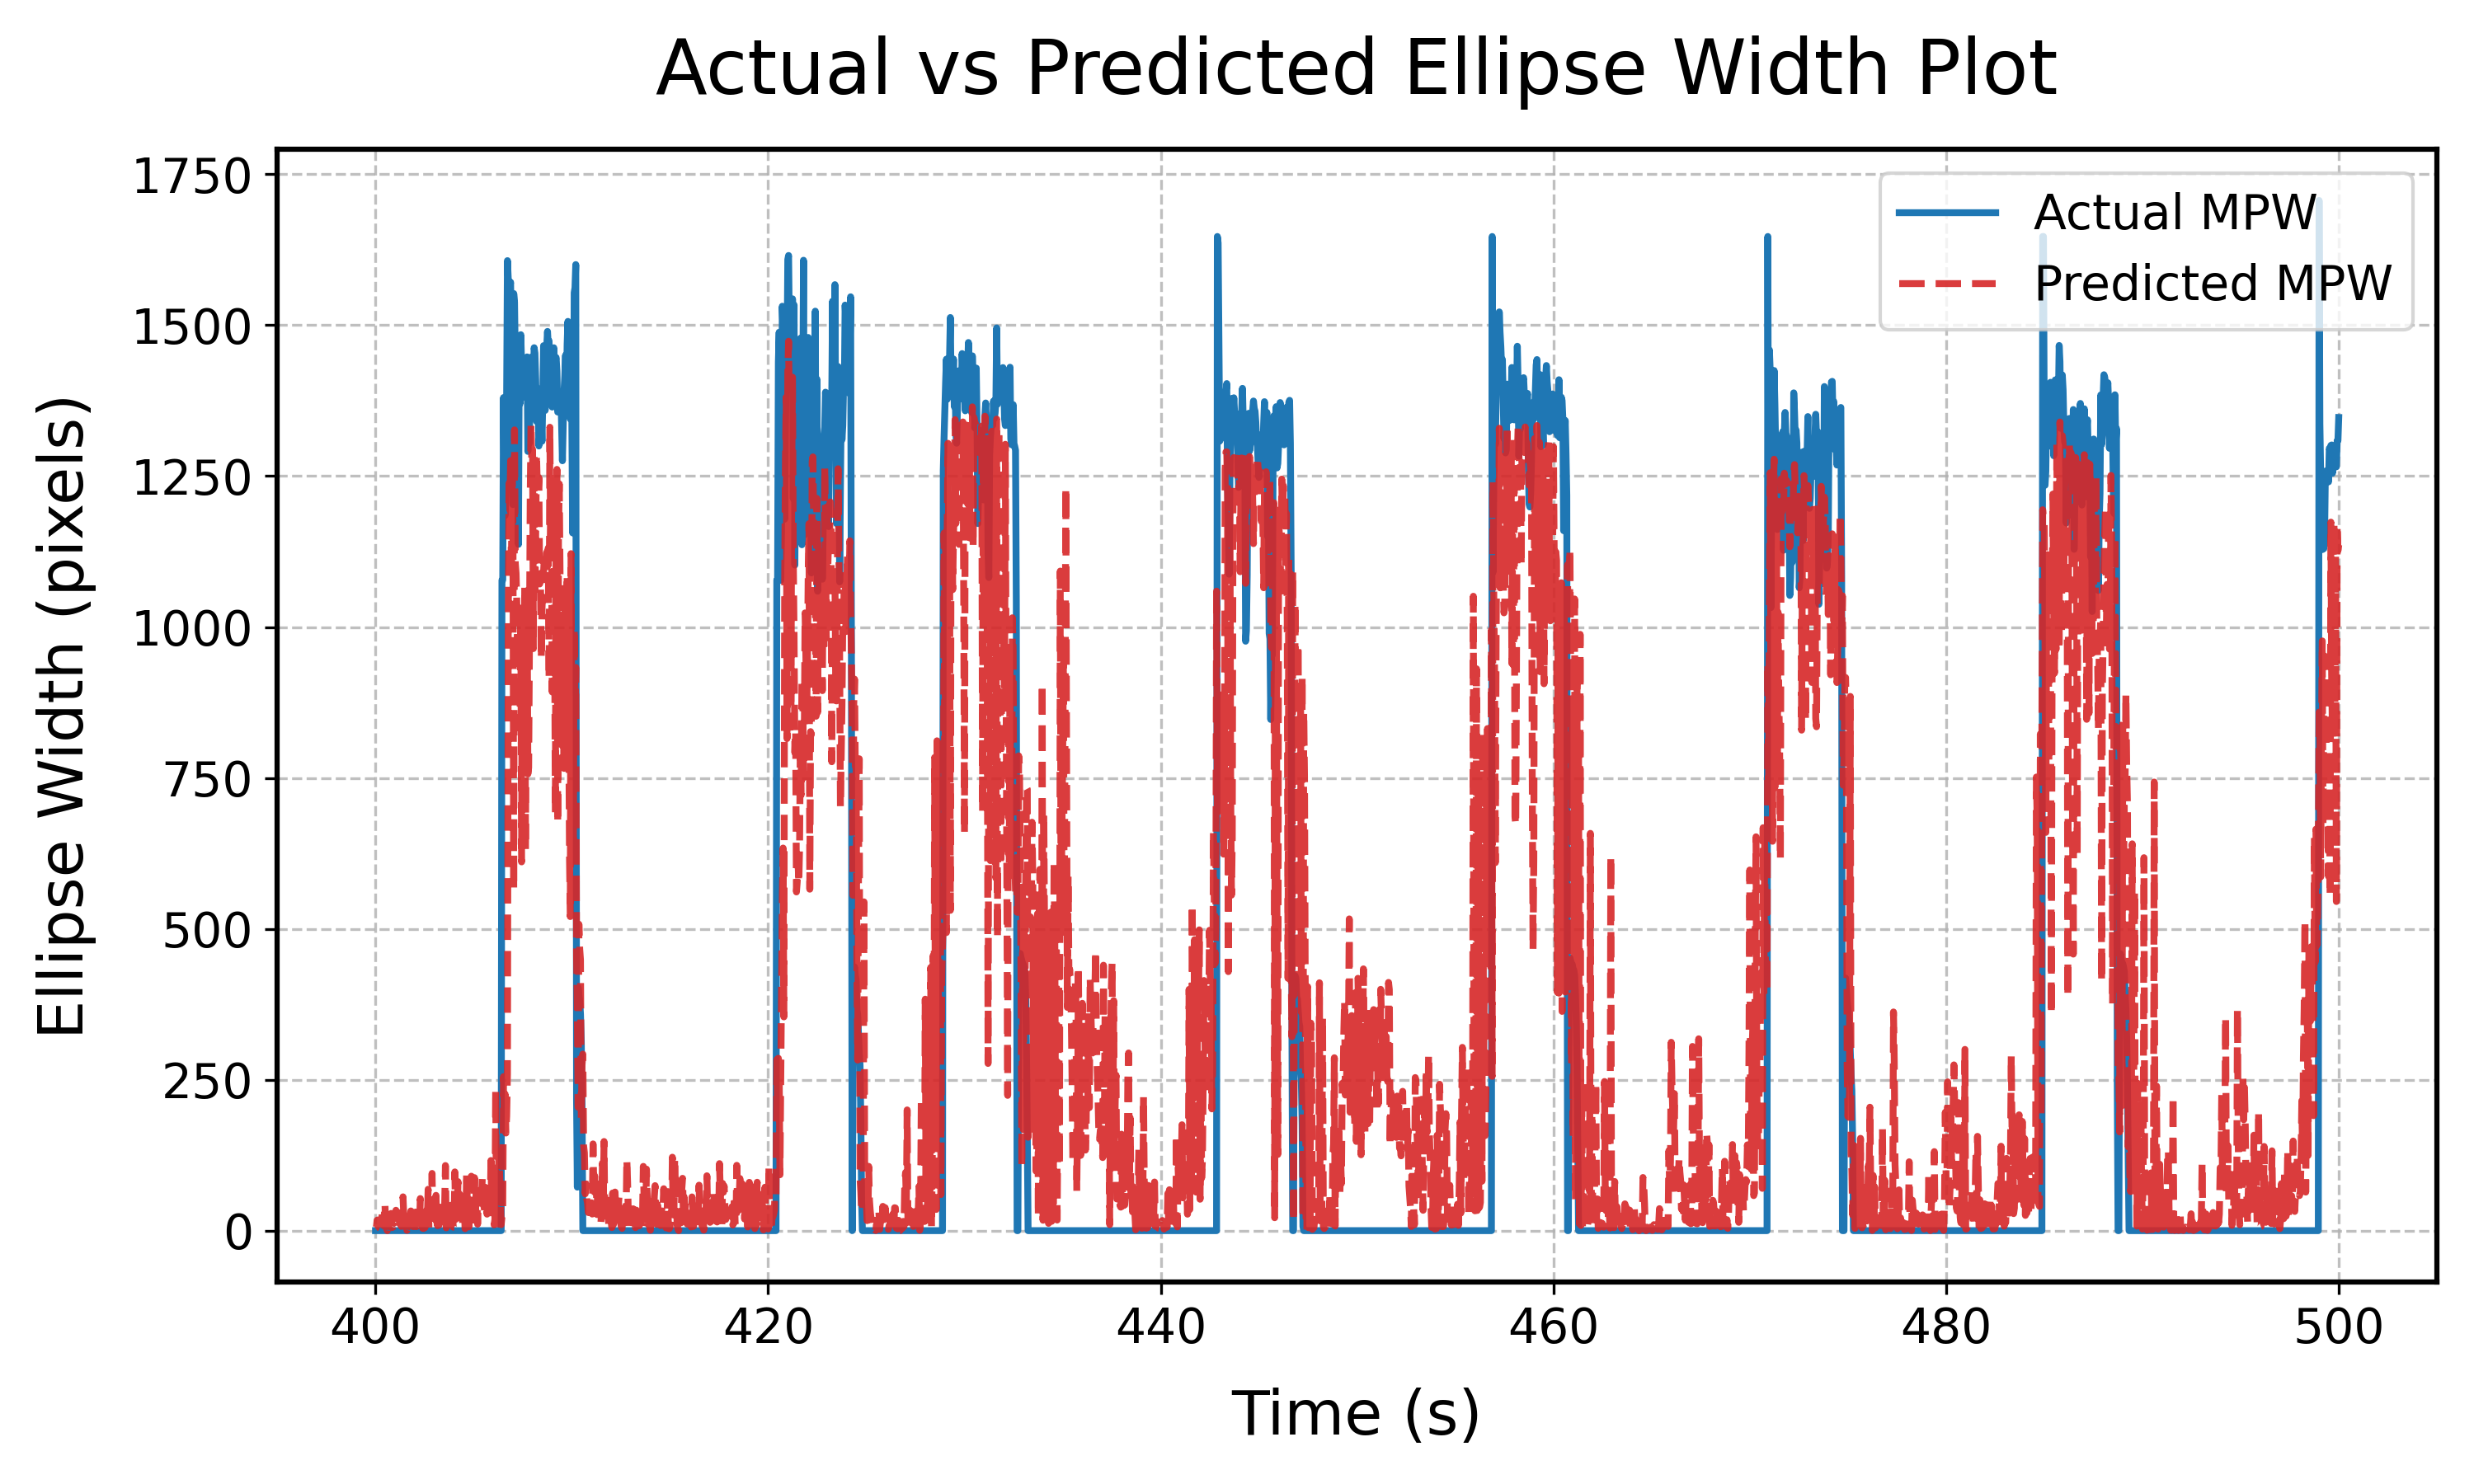 Actual vs Predicted Ellipse Width Plot
Ellipse Width (pixels)
1750
1500
1250
1000
750
500
250
0
Actual MPW
Predicted MPW
400 420 440 460 480 500
Time (s)